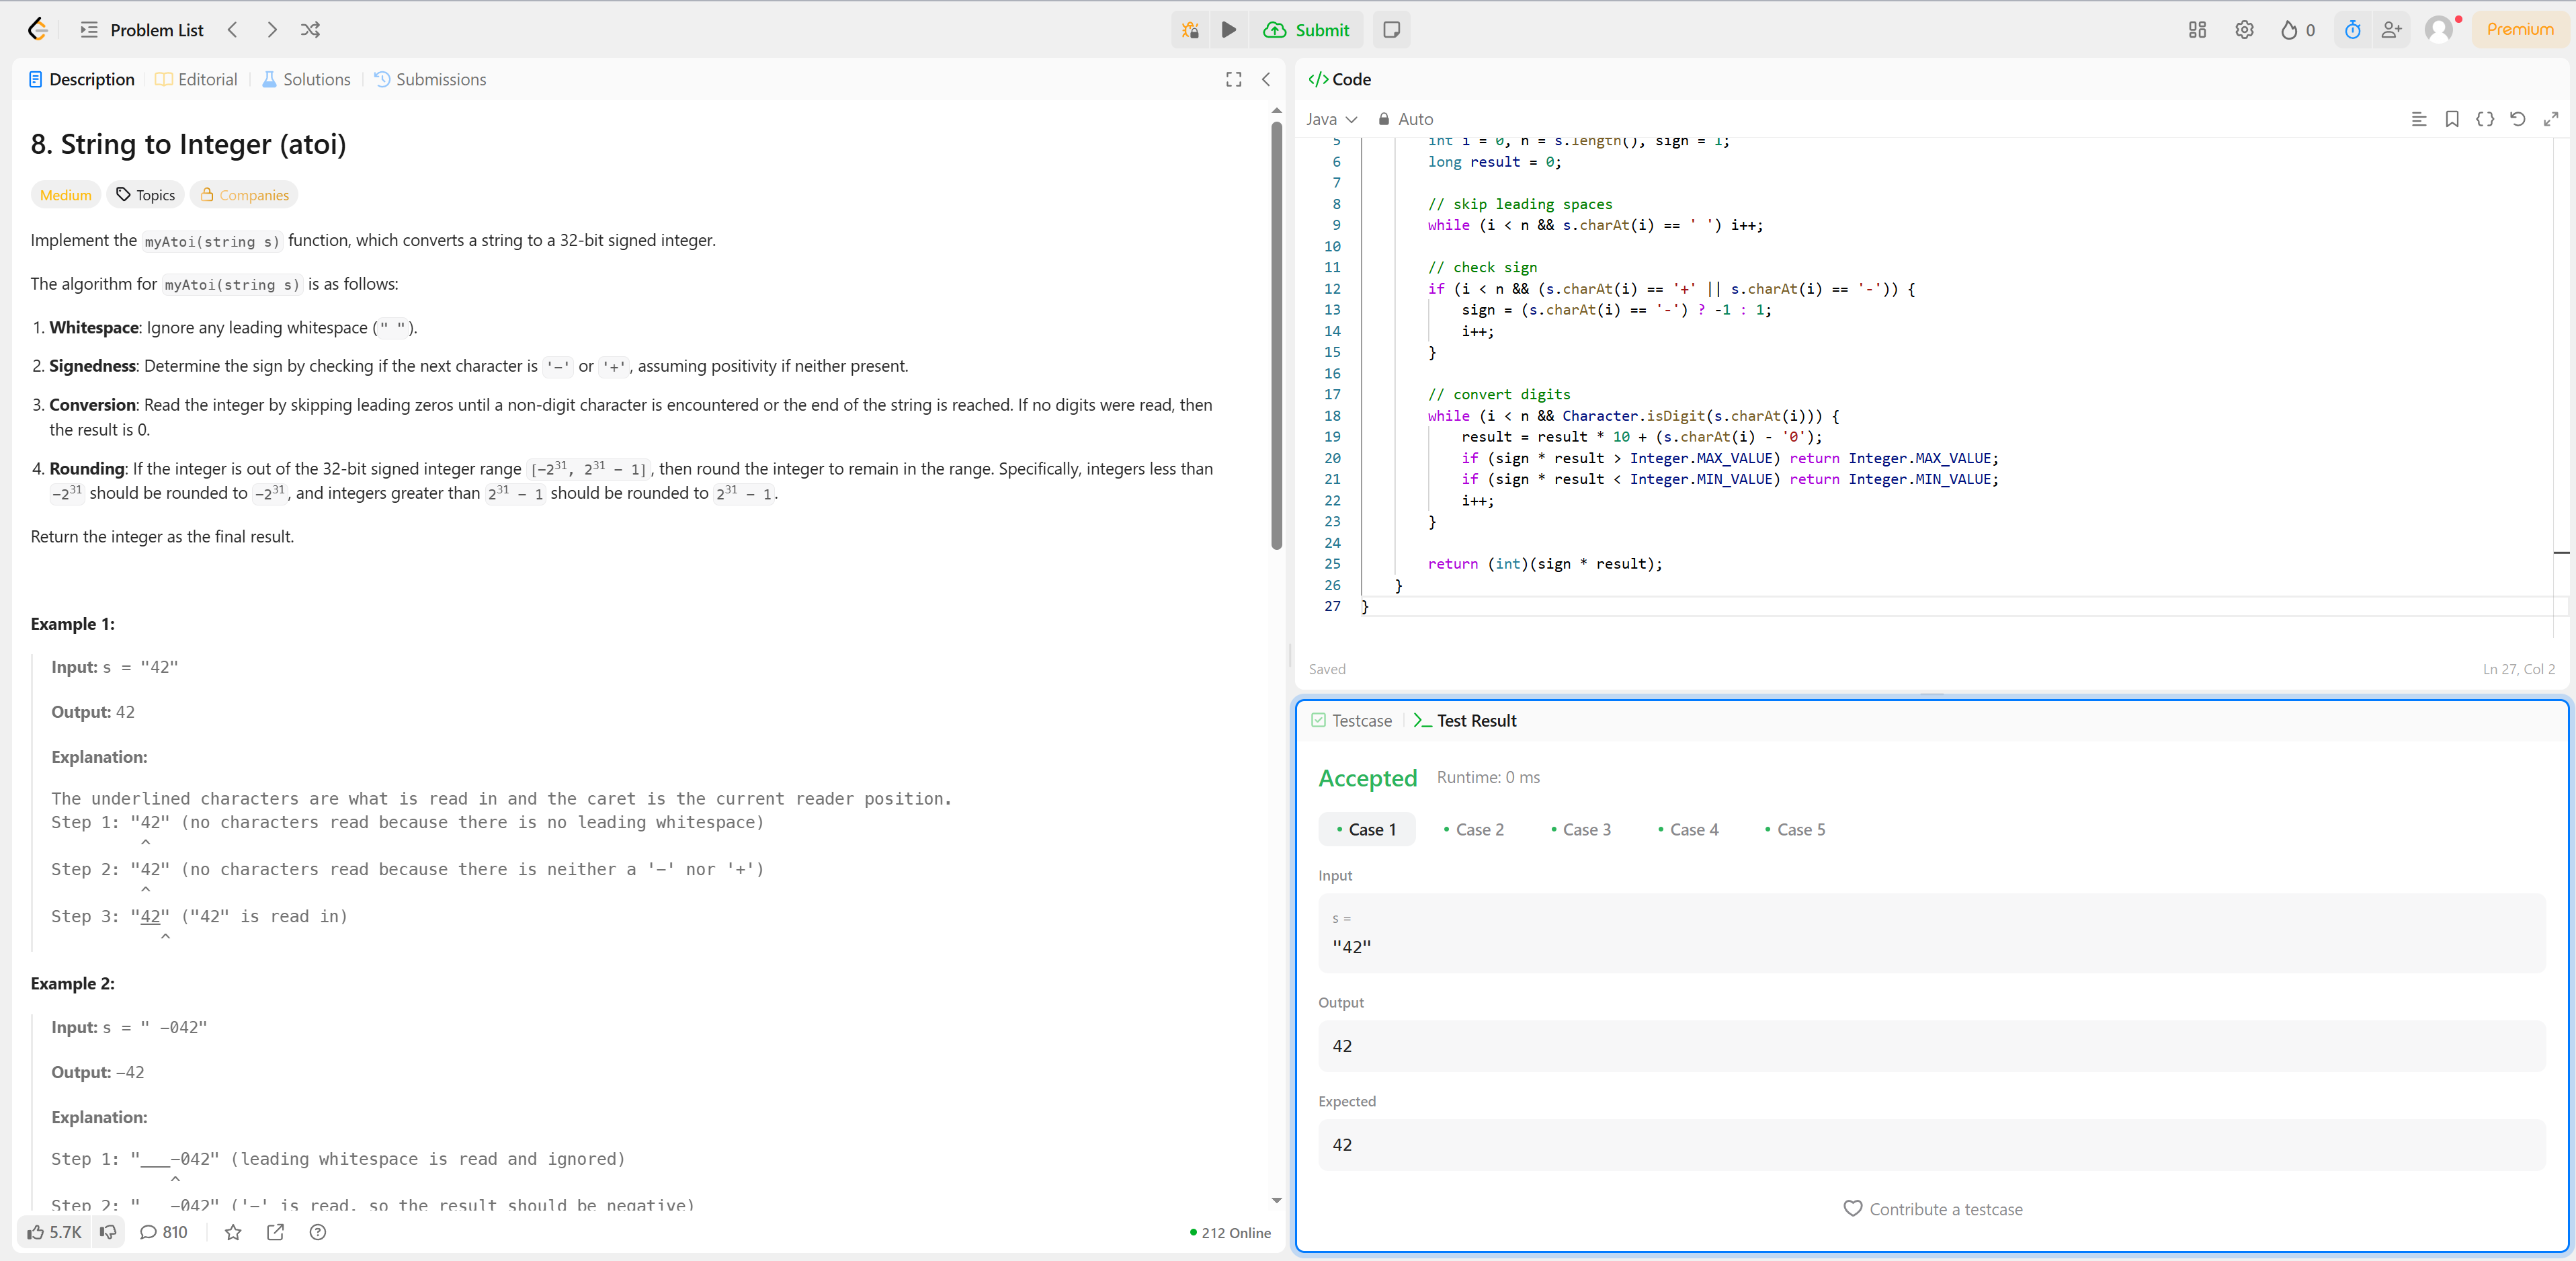 Problem List
Submit
0
Premium
Description
Editorial
Solutions
Submissions
8. String to Integer (atoi)
Medium
Topics
Companies
Implement the myAtoi(string s) function, which converts a string to a 32-bit signed integer.
The algorithm for myAtoi(string s) is as follows:
1. Whitespace: Ignore any leading whitespace (" ").
2. Signedness: Determine the sign by checking if the next character is '-' or '+', assuming positivity if neither present.
3. Conversion: Read the integer by skipping leading zeros until a non-digit character is encountered or the end of the string is reached. If no digits were read, then
the result is 0.
4. Rounding: If the integer is out of the 32-bit signed integer range [-2³¹, 2³¹ - 1], then round the integer to remain in the range. Specifically, integers less than
-2³¹ should be rounded to -2³¹, and integers greater than 2³¹ - 1 should be rounded to 2³¹ - 1.
Return the integer as the final result.
Example 1:
Input: s = "42"
Output: 42
Explanation:
The underlined characters are what is read in and the caret is the current reader position.
Step 1: "42" (no characters read because there is no leading whitespace)
^
Step 2: "42" (no characters read because there is neither a '-' nor '+')
^
Step 3: "42" ("42" is read in)
^
Example 2:
Input: s = " -042"
Output: -42
Explanation:
Step 1: "___-042" (leading whitespace is read and ignored)
^
Step 2: "   -042" ('-' is read, so the result should be negative)
5.7K
810
212 Online
Code
Java
Auto
5 int i = 0, n = s.length(), sign = 1;
6 long result = 0;
7
8 // skip leading spaces
9 while (i < n && s.charAt(i) == ' ') i++;
10
11 // check sign
12 if (i < n && (s.charAt(i) == '+' || s.charAt(i) == '-')) {
13 sign = (s.charAt(i) == '-') ? -1 : 1;
14 i++;
15 }
16
17 // convert digits
18 while (i < n && Character.isDigit(s.charAt(i))) {
19 result = result * 10 + (s.charAt(i) - '0');
20 if (sign * result > Integer.MAX_VALUE) return Integer.MAX_VALUE;
21 if (sign * result < Integer.MIN_VALUE) return Integer.MIN_VALUE;
22 i++;
23 }
24
25 return (int)(sign * result);
26 }
27 }
Saved
Ln 27, Col 2
Testcase
Test Result
Accepted
Runtime: 0 ms
Case 1
Case 2
Case 3
Case 4
Case 5
Input
s =
"42"
Output
42
Expected
42
Contribute a testcase